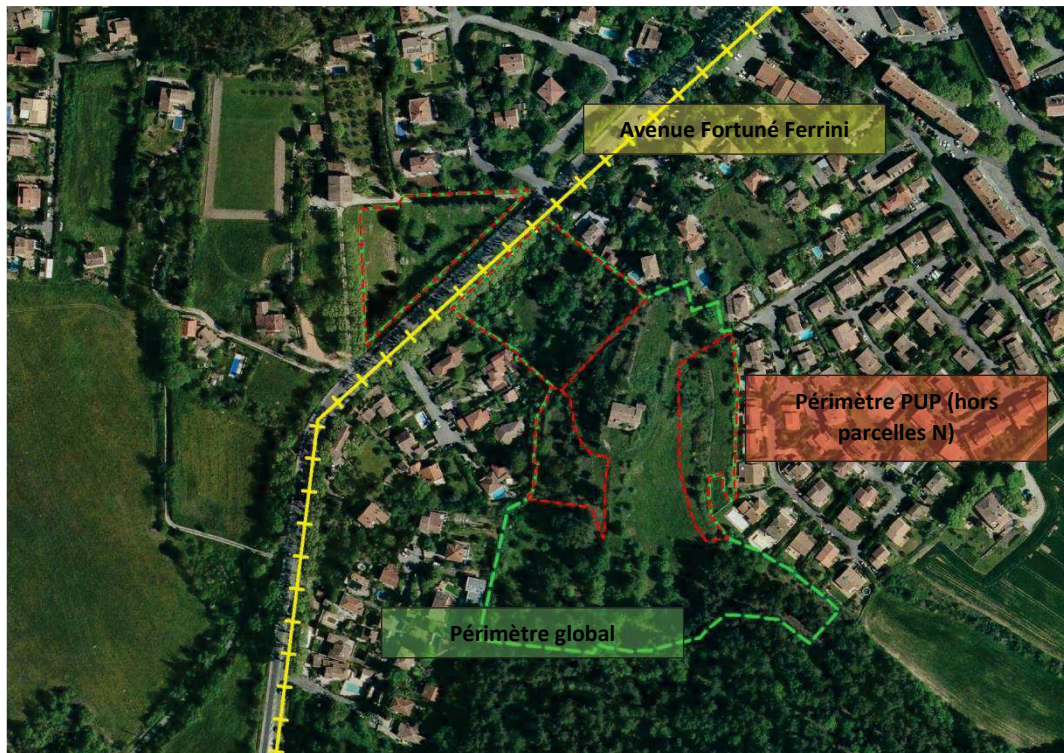 Avenue Fortuné Ferrini
Périmètre PUP (hors
parcelles N)
Périmètre global